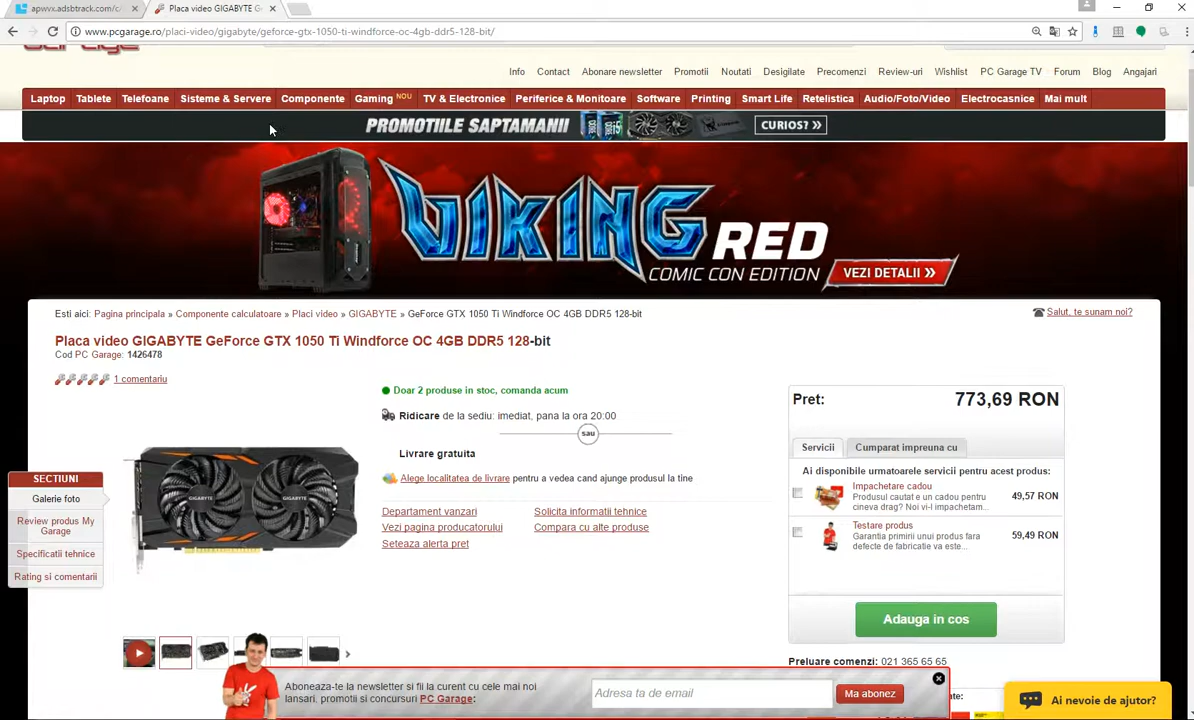 apwvx.adsbtrack.com/c/
Placa video GIGABYTE G
www.pcgarage.ro/placi-video/gigabyte/geforce-gtx-1050-ti-windforce-oc-4gb-ddr5-128-bit/
Info Contact Abonare newsletter Promotii Noutati Desigilate Precomenzi Review-uri Wishlist PC Garage TV Forum Blog Angajari
Laptop Tablete Telefoane Sisteme & Servere Componente Gaming NOU TV & Electronice Periferice & Monitoare Software Printing Smart Life Retelistica Audio/Foto/Video Electrocasnice Mai mult
PROMOTIILE SAPTAMANII CURIOS? »
VIKING RED
COMIC CON EDITION
VEZI DETALII »
Esti aici: Pagina principala » Componente calculatoare » Placi video » GIGABYTE » GeForce GTX 1050 Ti Windforce OC 4GB DDR5 128-bit
Salut, te sunam noi?
Placa video GIGABYTE GeForce GTX 1050 Ti Windforce OC 4GB DDR5 128-bit
Cod PC Garage: 1426478
1 comentariu
Doar 2 produse in stoc, comanda acum
Ridicare de la sediu: imediat, pana la ora 20:00
sau
Livrare gratuita
Alege localitatea de livrare pentru a vedea cand ajunge produsul la tine
Departament vanzari
Solicita informatii tehnice
Vezi pagina producatorului
Compara cu alte produse
Seteaza alerta pret
Pret: 773,69 RON
Servicii
Cumparat impreuna cu
Ai disponibile urmatoarele servicii pentru acest produs:
Impachetare cadou
Produsul cautat e un cadou pentru
cineva drag? Noi vi-l impachetam...
49,57 RON
Testare produs
Garantia primirii unui produs fara
defecte de fabricatie va este...
59,49 RON
Adauga in cos
Preluare comenzi: 021 365 65 65
SECTIUNI
Galerie foto
Review produs My
Garage
Specificatii tehnice
Rating si comentarii
GIGABYTE
GIGABYTE
Aboneaza-te la newsletter si fii la curent cu cele mai noi
lansari, promotii si concursuri PC Garage:
Adresa ta de email
Ma abonez
Ai nevoie de ajutor?